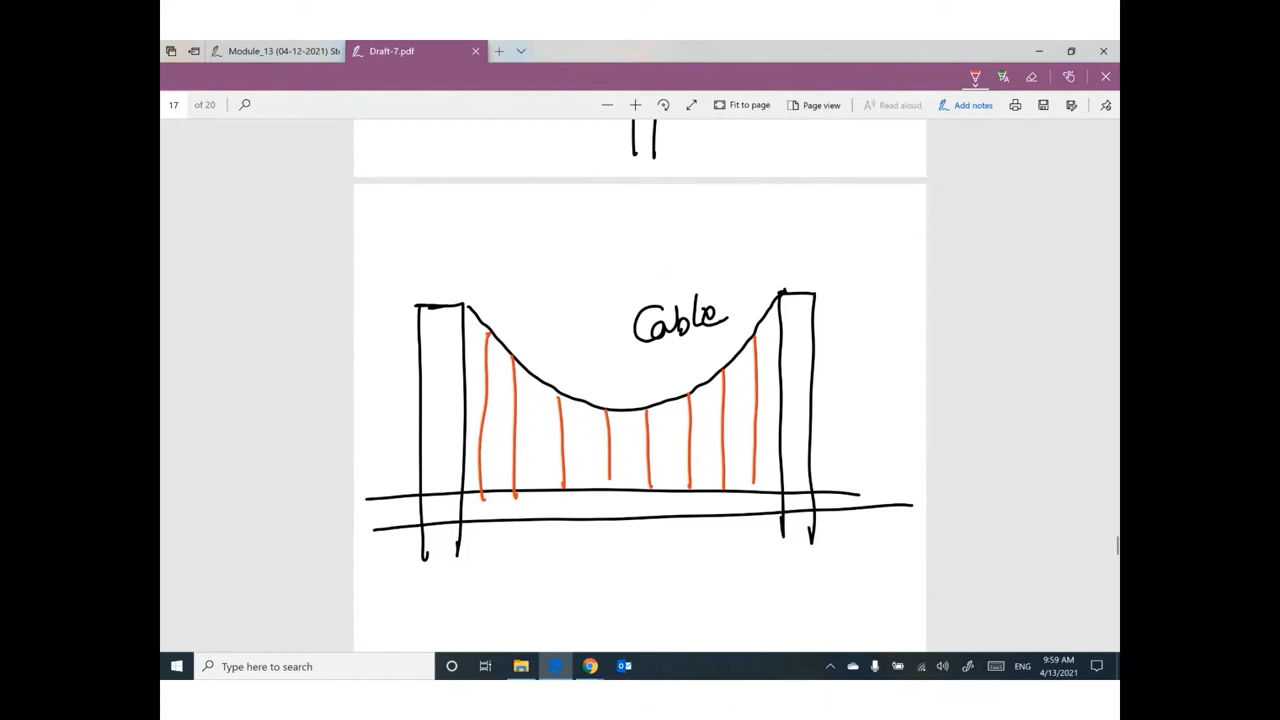 Module_13 (04-12-2021) St
Draft-7.pdf
17 of 20
Fit to page
Page view
Read aloud
Add notes
Cable
Type here to search
ENG
9:59 AM
4/13/2021